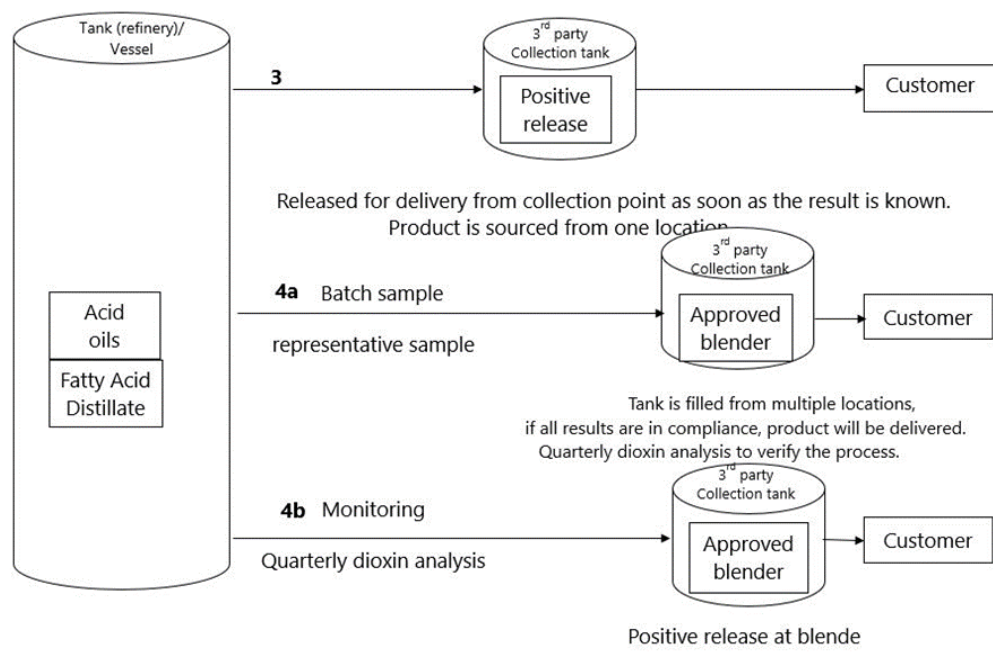 Tank (refinery)/
Vessel
3
3rd party
Collection tank
Positive
release
Customer
Released for delivery from collection point as soon as the result is known.
Product is sourced from one location
3rd party
Collection tank
4a Batch sample
representative sample
Approved
blender
Customer
Acid
oils
Fatty Acid
Distillate
Tank is filled from multiple locations,
if all results are in compliance, product will be delivered.
Quarterly dioxin analysis to verify the process.
3rd party
Collection tank
4b Monitoring
Quarterly dioxin analysis
Approved
blender
Customer
Positive release at blende